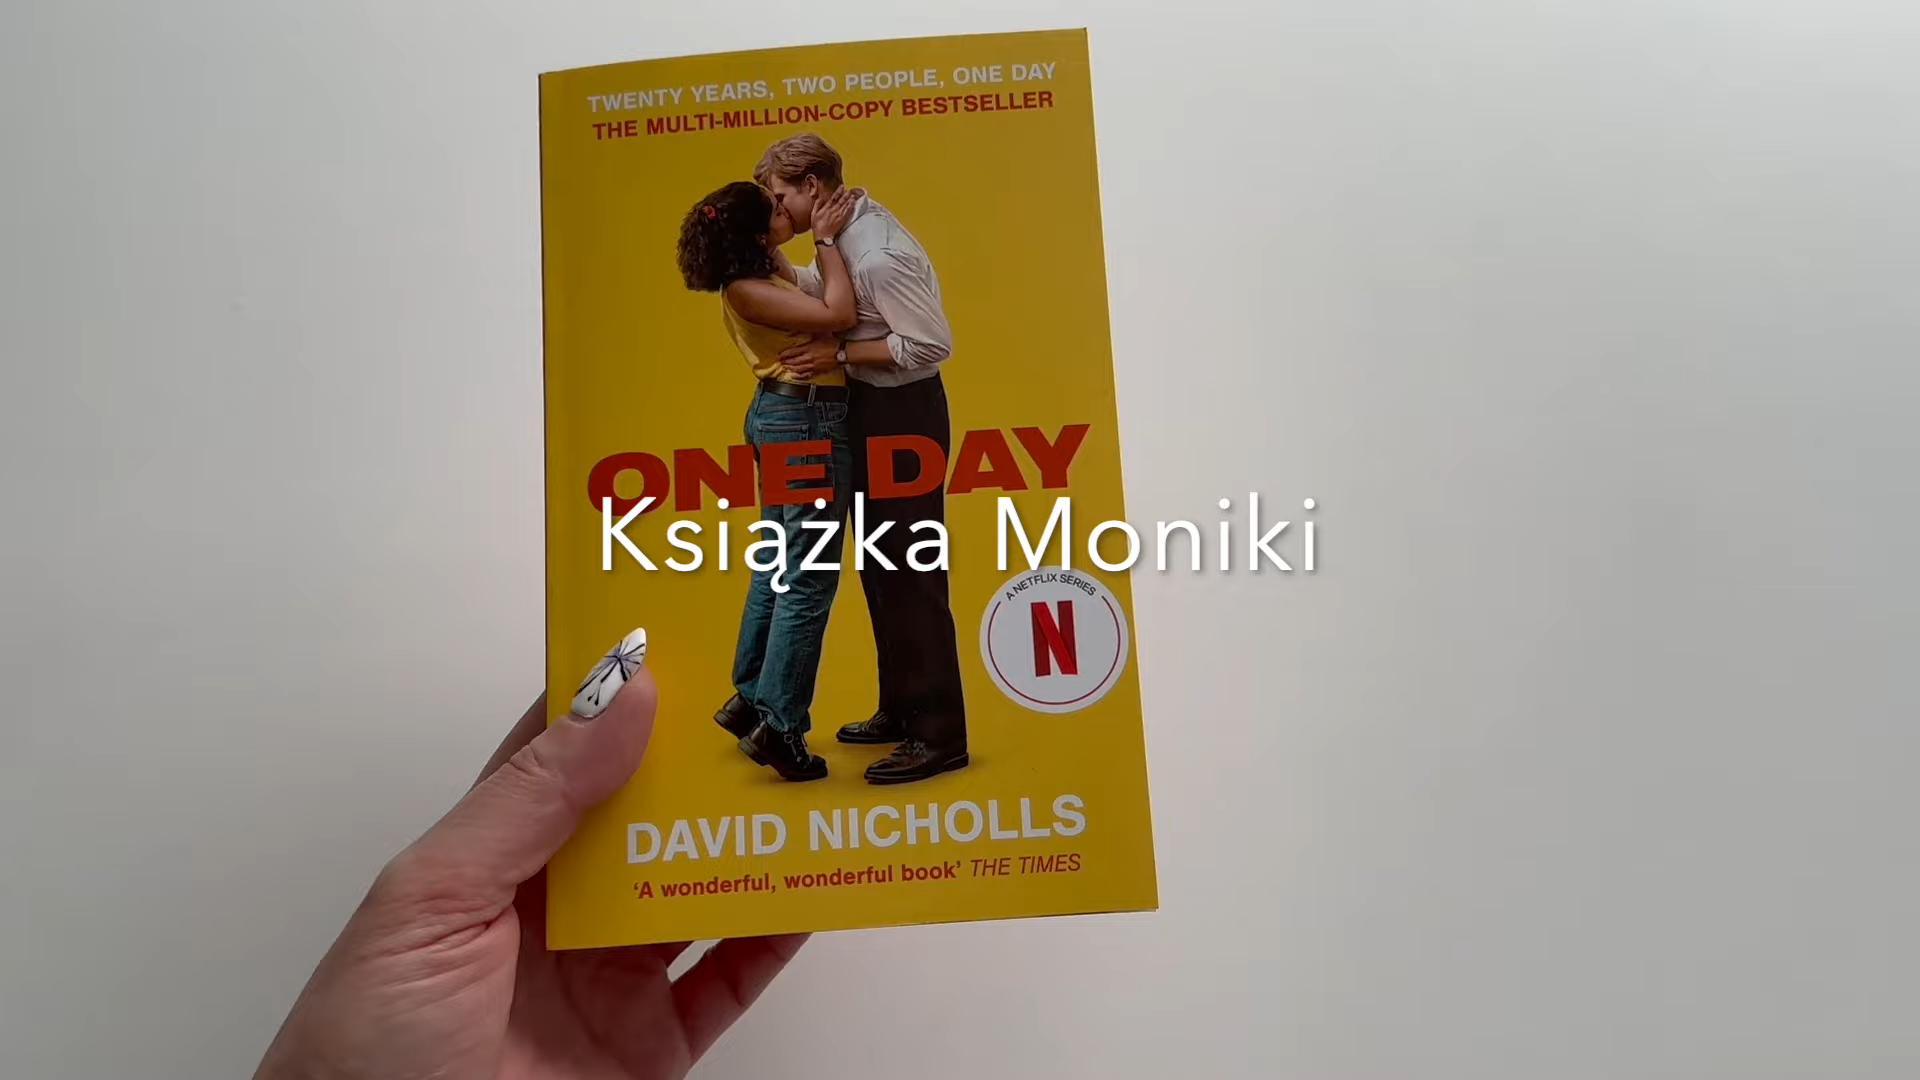 TWENTY YEARS, TWO PEOPLE, ONE DAY
THE MULTI-MILLION-COPY BESTSELLER
ONE DAY
Książka Moniki
A NETFLIX SERIES
N
DAVID NICHOLLS
'A wonderful, wonderful book' THE TIMES